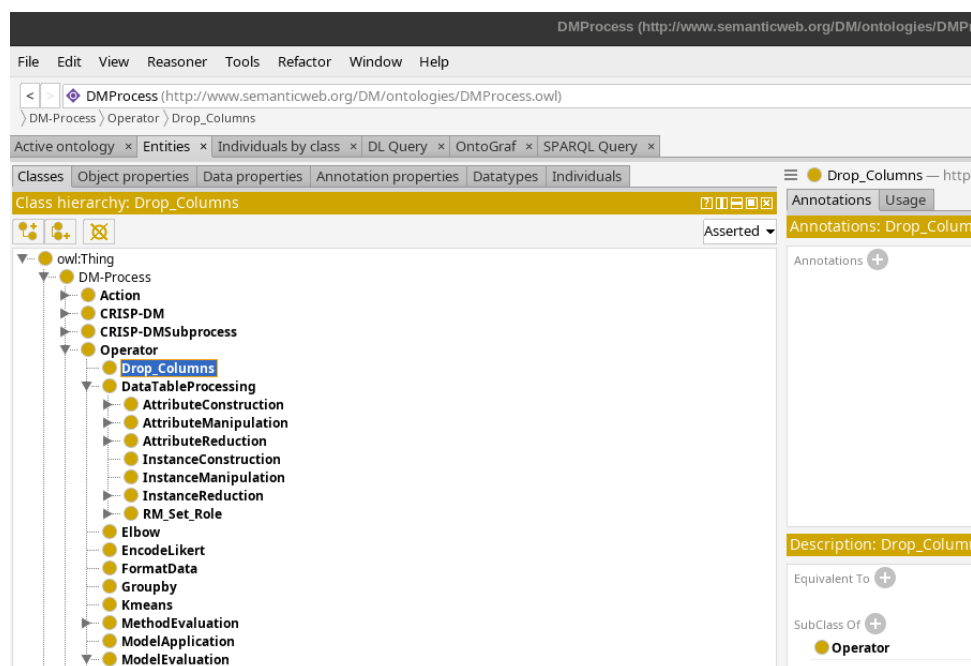 DMProcess (http://www.semanticweb.org/DM/ontologies/DMP
File Edit View Reasoner Tools Refactor Window Help
< > DMProcess (http://www.semanticweb.org/DM/ontologies/DMProcess.owl)
DM-Process Operator Drop_Columns
Active ontology × Entities × Individuals by class × DL Query × OntoGraf × SPARQL Query ×
Classes Object properties Data properties Annotation properties Datatypes Individuals
Drop_Columns — http
Class hierarchy: Drop_Columns
Annotations Usage
Asserted
Annotations: Drop_Colum
Annotations
owl:Thing
DM-Process
Action
CRISP-DM
CRISP-DMSubprocess
Operator
Drop_Columns
DataTableProcessing
AttributeConstruction
AttributeManipulation
AttributeReduction
InstanceConstruction
InstanceManipulation
InstanceReduction
RM_Set_Role
Elbow
EncodeLikert
FormatData
Groupby
Kmeans
MethodEvaluation
ModelApplication
ModelEvaluation
Description: Drop_Colum
Equivalent To
SubClass Of
Operator